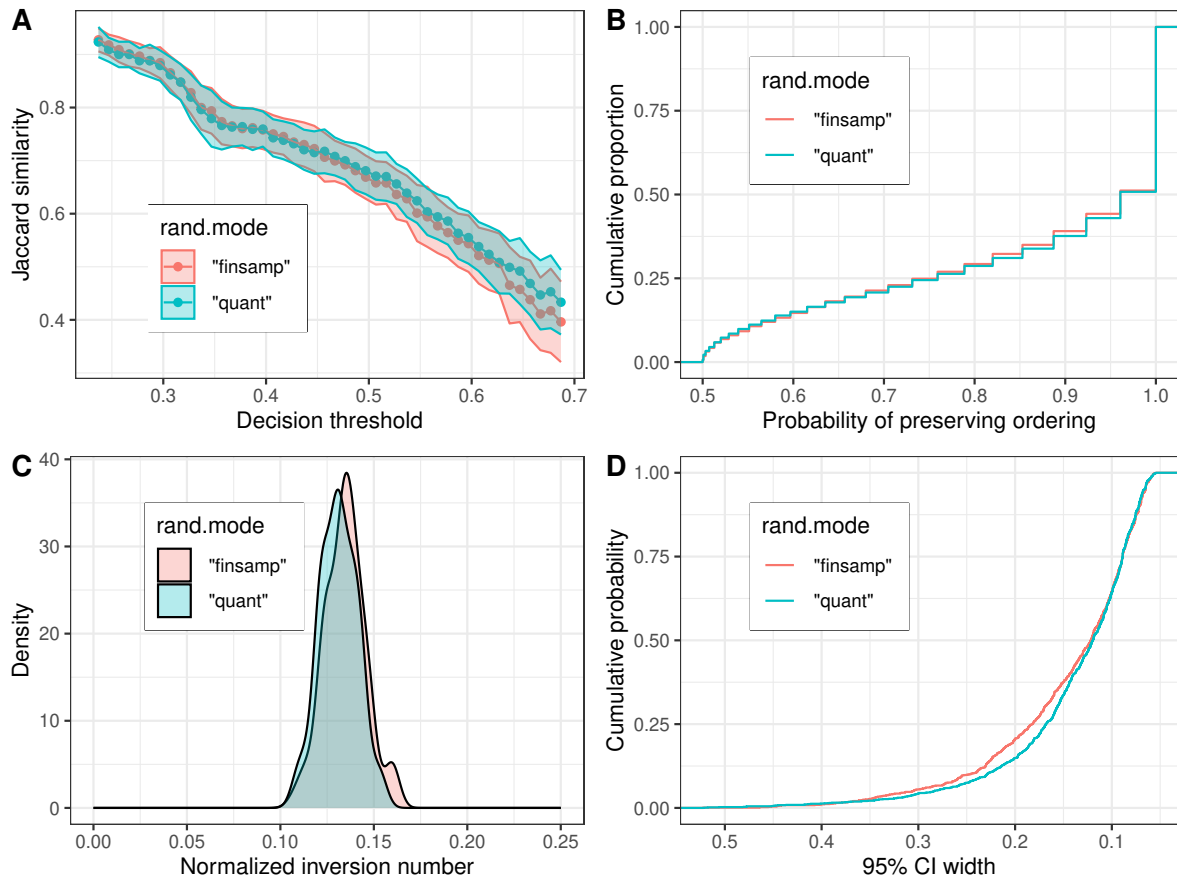 A
Jaccard similarity
0.8
0.6
0.4
rand.mode
"finsamp"
"quant"
0.3 0.4 0.5 0.6 0.7
Decision threshold
B
Cumulative proportion
1.00
0.75
0.50
0.25
0.00
rand.mode
"finsamp"
"quant"
0.5 0.6 0.7 0.8 0.9 1.0
Probability of preserving ordering
C
Density
40
30
20
10
0
rand.mode
"finsamp"
"quant"
0.00 0.05 0.10 0.15 0.20 0.25
Normalized inversion number
D
Cumulative probability
1.00
0.75
0.50
0.25
0.00
rand.mode
"finsamp"
"quant"
0.5 0.4 0.3 0.2 0.1
95% CI width